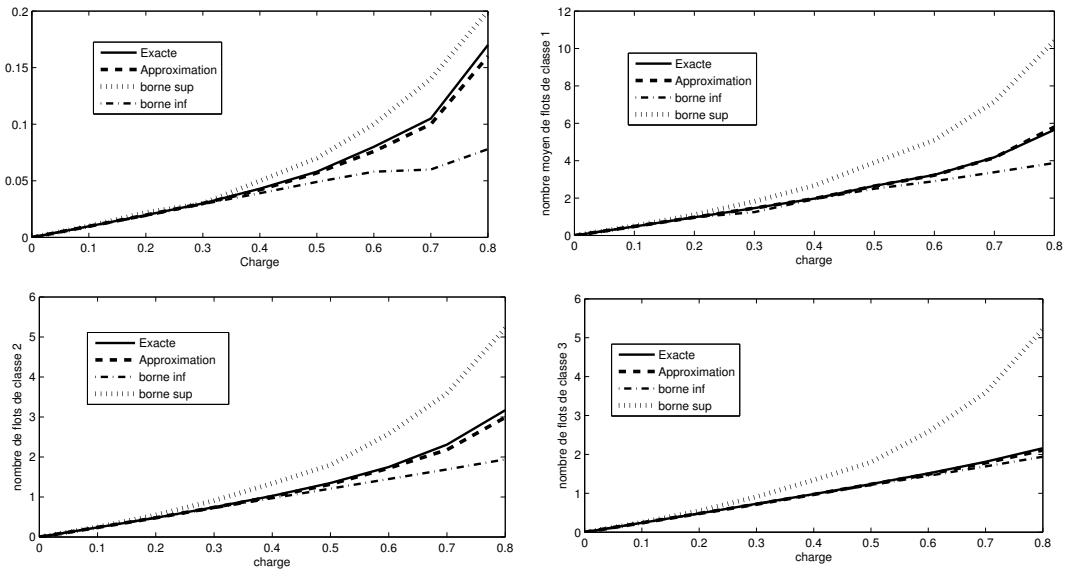 0.2
0.15
0.1
0.05
0
Exacte
Approximation
borne sup
borne inf
0 0.1 0.2 0.3 0.4 0.5 0.6 0.7 0.8
Charge
nombre moyen de flots de classe 1
12
10
8
6
4
2
0
Exacte
Approximation
borne inf
borne sup
0 0.1 0.2 0.3 0.4 0.5 0.6 0.7 0.8
charge
nombre de flots de classe 2
6
5
4
3
2
1
0
Exacte
Approximation
borne inf
borne sup
0 0.1 0.2 0.3 0.4 0.5 0.6 0.7 0.8
charge
nombre de flots de classe 3
6
5
4
3
2
1
0
Exacte
Approximation
borne inf
borne sup
0 0.1 0.2 0.3 0.4 0.5 0.6 0.7 0.8
charge